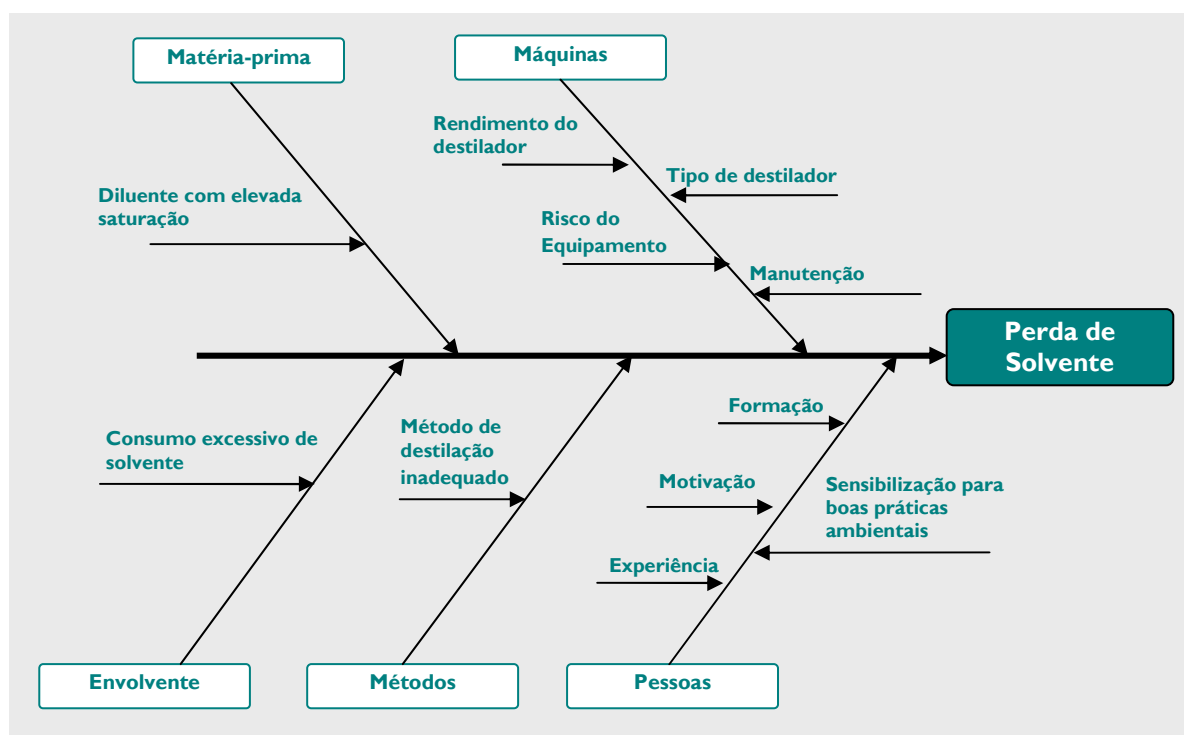 Matéria-prima
Máquinas
Rendimento do
destilador
Tipo de destilador
Diluente com elevada
saturação
Risco do
Equipamento
Manutenção
Perda de
Solvente
Formação
Consumo excessivo de
solvente
Método de
destilação
inadequado
Motivação
Sensibilização para
boas práticas
ambientais
Experiência
Envolvente
Métodos
Pessoas